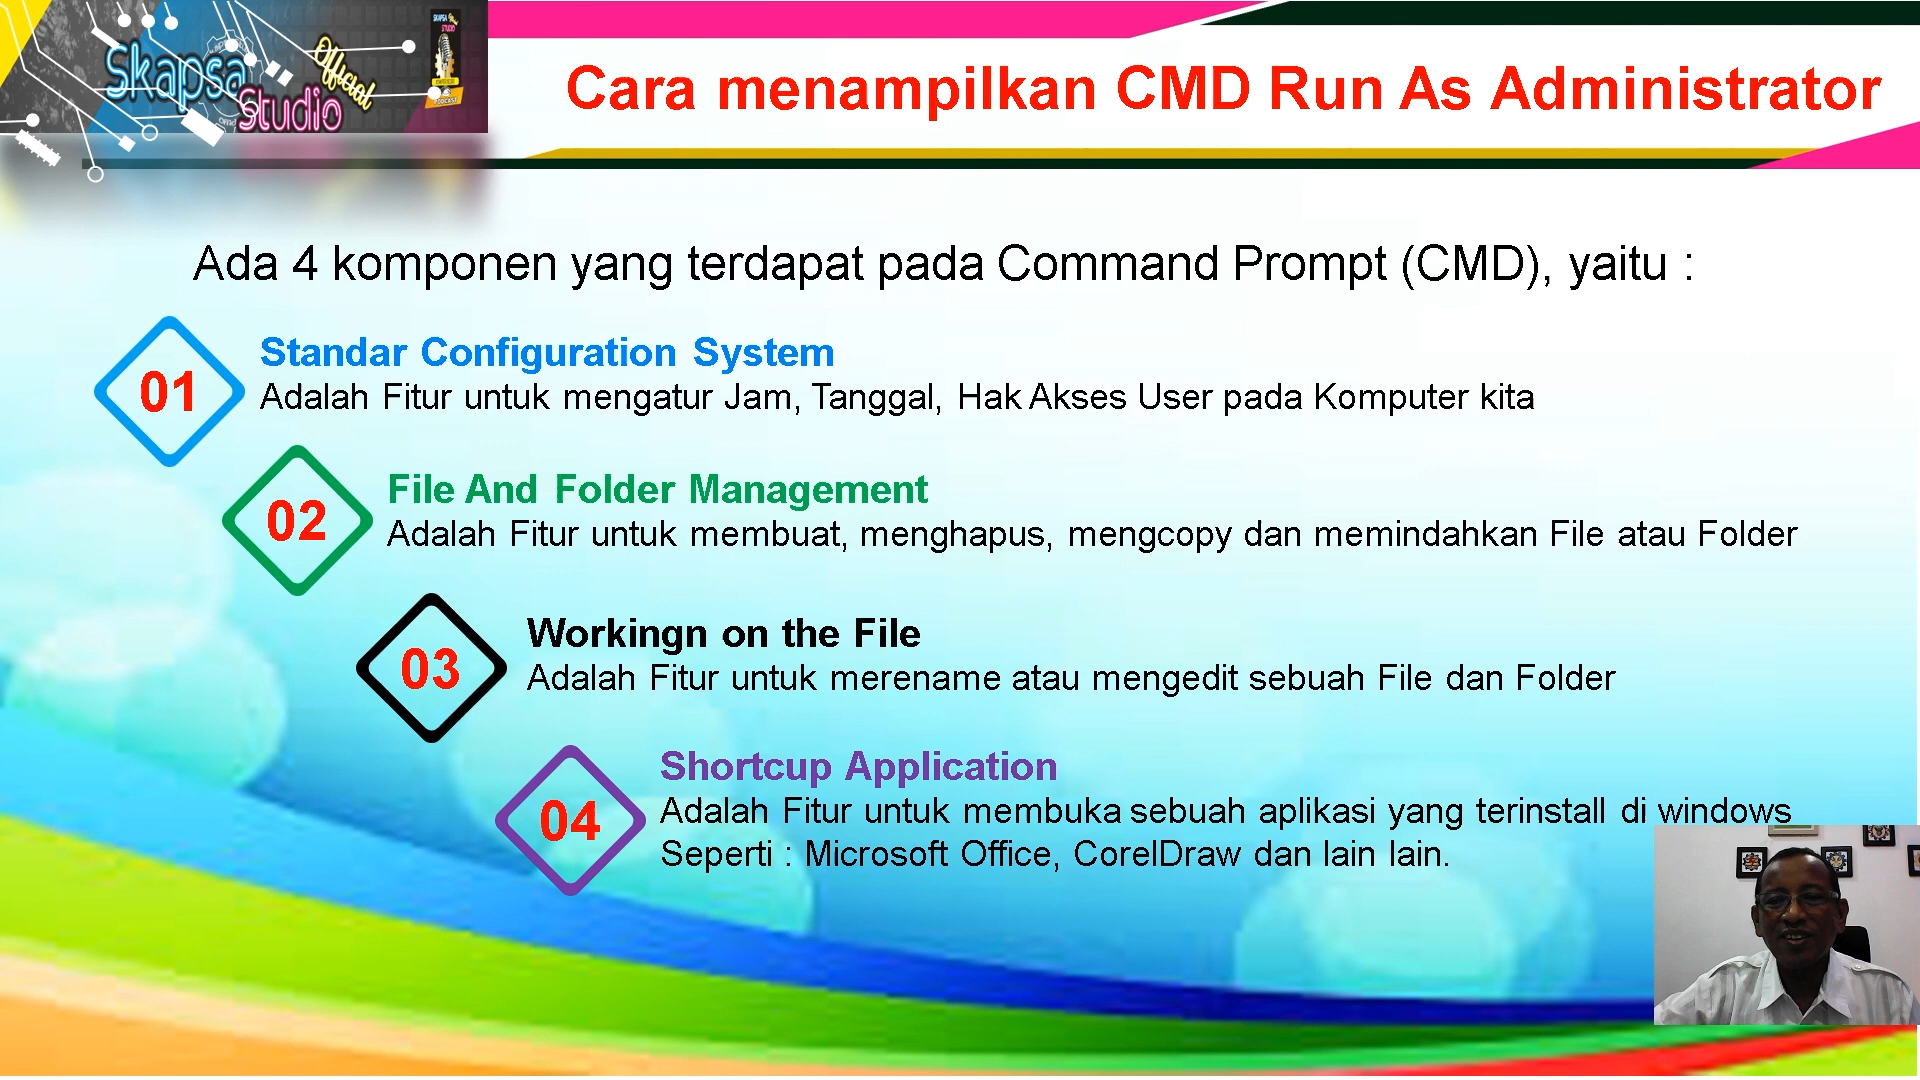 Skapsa
Studio
Official
SKAPSA
STUDIO
PODCAST
Cara menampilkan CMD Run As Administrator
Ada 4 komponen yang terdapat pada Command Prompt (CMD), yaitu :
01
Standar Configuration System
Adalah Fitur untuk mengatur Jam, Tanggal, Hak Akses User pada Komputer kita
02
File And Folder Management
Adalah Fitur untuk membuat, menghapus, mengcopy dan memindahkan File atau Folder
03
Workingn on the File
Adalah Fitur untuk merename atau mengedit sebuah File dan Folder
04
Shortcup Application
Adalah Fitur untuk membuka sebuah aplikasi yang terinstall di windows
Seperti : Microsoft Office, CorelDraw dan lain lain.